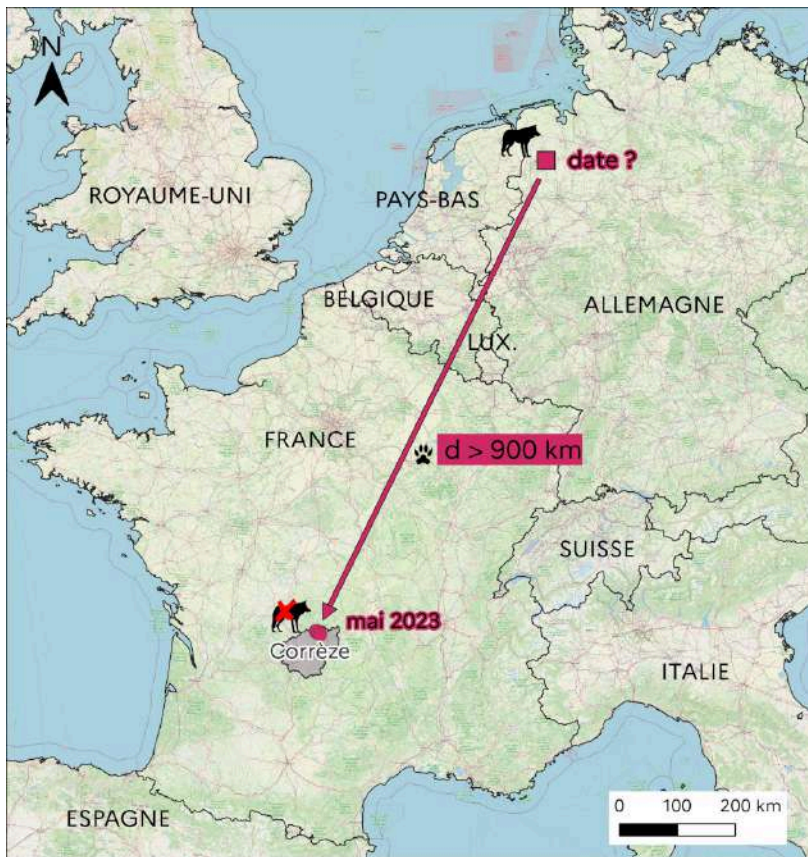 N
date ?
ROYAUME-UNI
PAYS-BAS
BELGIQUE
ALLEMAGNE
LUX.
FRANCE
d > 900 km
SUISSE
mai 2023
Corrèze
ITALIE
ESPAGNE
0 100 200 km